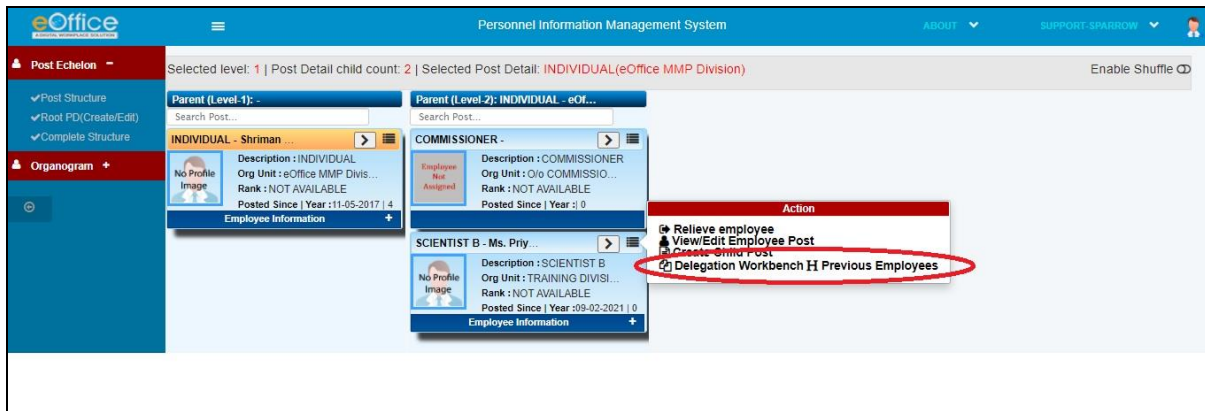 eOffice
A DIGITAL WORKPLACE SOLUTION
Personnel Information Management System
ABOUT
SUPPORT-SPARROW
Post Echelon -
Post Structure
Root PD(Create/Edit)
Complete Structure
Organogram +
Selected level: 1 | Post Detail child count: 2 | Selected Post Detail: INDIVIDUAL(eOffice MMP Division)
Enable Shuffle
Parent (Level-1): -
Search Post...
INDIVIDUAL - Shriman ...
No Profile
Image
Description : INDIVIDUAL
Org Unit : eOffice MMP Divis...
Rank : NOT AVAILABLE
Posted Since | Year :11-05-2017 | 4
Employee Information +
Parent (Level-2): INDIVIDUAL - eOf...
Search Post...
COMMISSIONER -
Employee
Not
Assigned
Description : COMMISSIONER
Org Unit : O/o COMMISSIO...
Rank : NOT AVAILABLE
Posted Since | Year :| 0
SCIENTIST B - Ms. Priy...
No Profile
Image
Description : SCIENTIST B
Org Unit : TRAINING DIVISI...
Rank : NOT AVAILABLE
Posted Since | Year :09-02-2021 | 0
Employee Information +
Action
Relieve employee
View/Edit Employee Post
Create Child Post
Delegation Workbench H Previous Employees